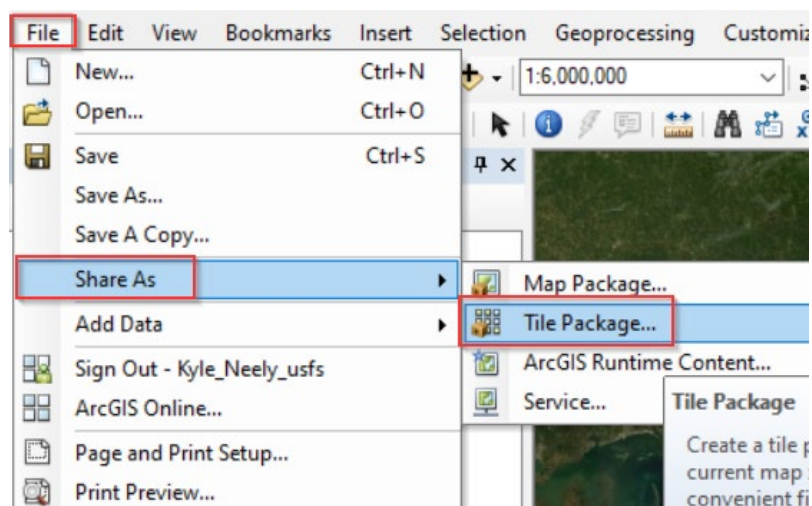 File Edit View Bookmarks Insert Selection Geoprocessing Customiz
New... Ctrl+N
1:6,000,000
Open... Ctrl+O
Save Ctrl+S
Save As...
Save A Copy...
Share As
Map Package...
Tile Package...
ArcGIS Runtime Content...
Service...
Add Data
Sign Out - Kyle_Neely_usfs
ArcGIS Online...
Page and Print Setup...
Print Preview...
Tile Package
Create a tile p
current map
convenient fi